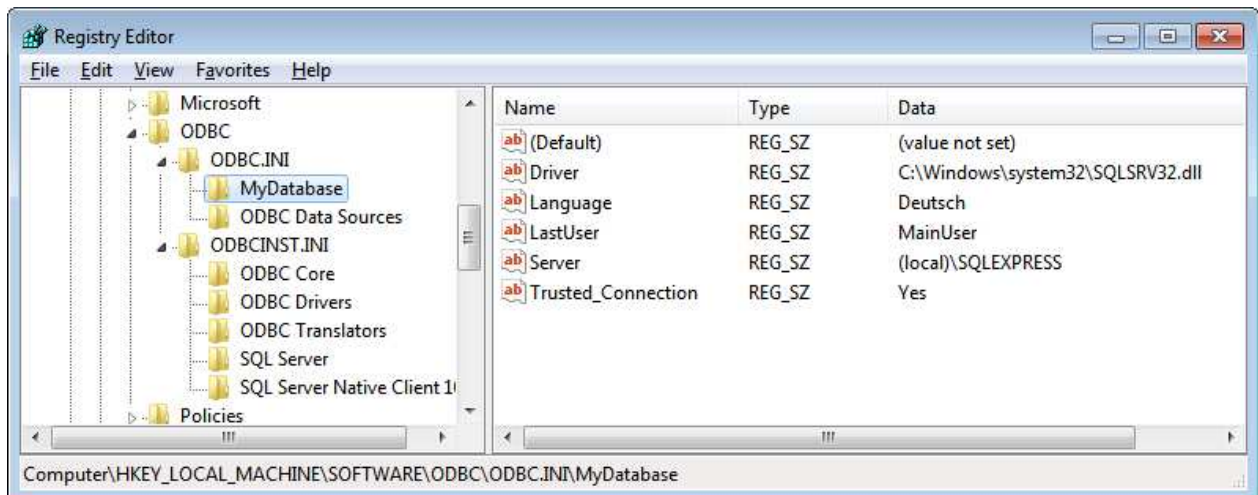 Registry Editor
File Edit View Favorites Help
Microsoft
ODBC
ODBC.INI
MyDatabase
ODBC Data Sources
ODBCINST.INI
ODBC Core
ODBC Drivers
ODBC Translators
SQL Server
SQL Server Native Client
Policies
Name Type Data
(Default) REG_SZ (value not set)
Driver REG_SZ C:\Windows\system32\SQLSRV32.dll
Language REG_SZ Deutsch
LastUser REG_SZ MainUser
Server REG_SZ (local)\SQLEXPRESS
Trusted_Connection REG_SZ Yes
Computer\HKEY_LOCAL_MACHINE\SOFTWARE\ODBC\ODBC.INI\MyDatabase